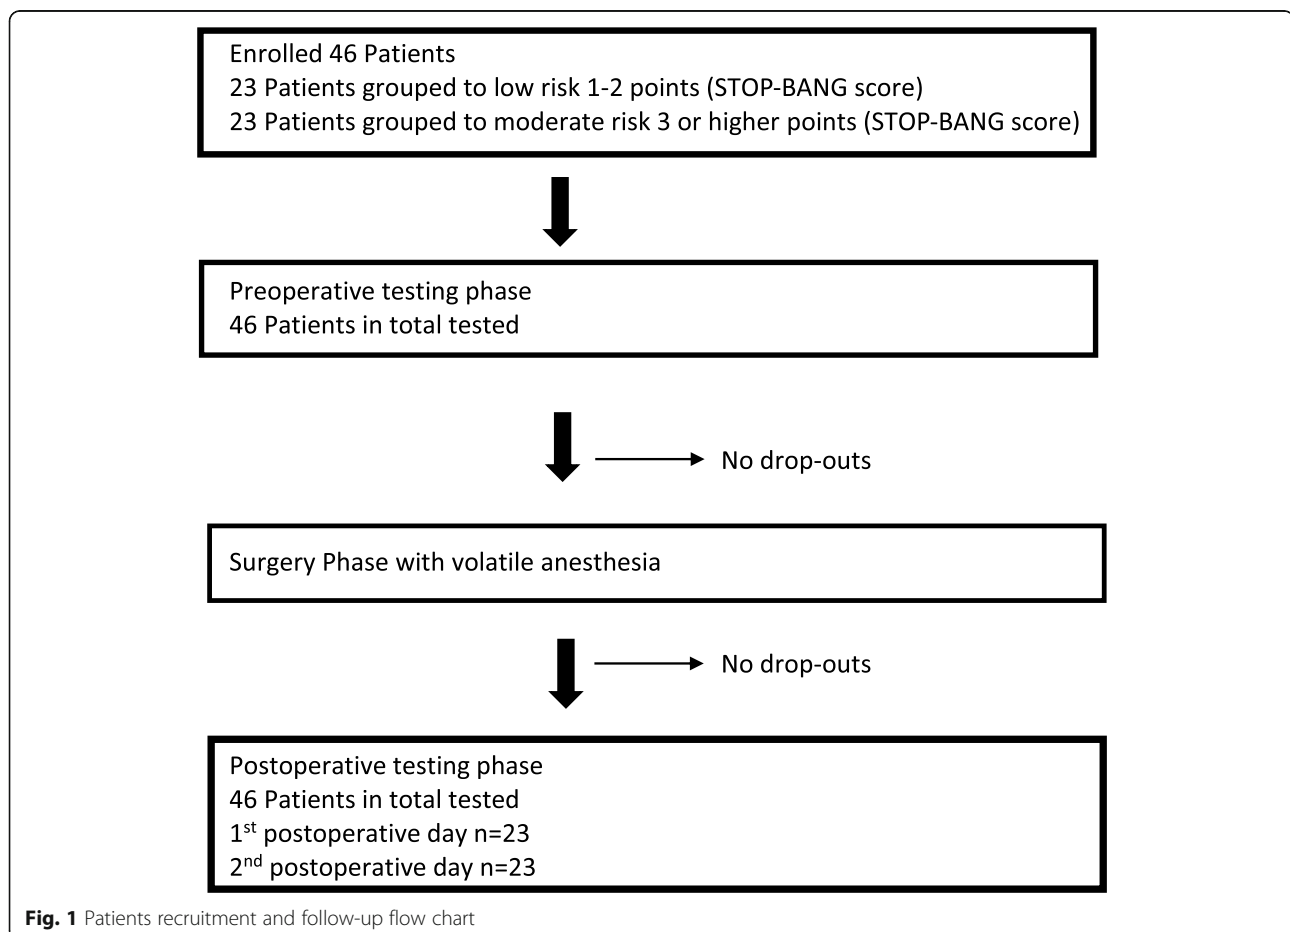 Enrolled 46 Patients
23 Patients grouped to low risk 1-2 points (STOP-BANG score)
23 Patients grouped to moderate risk 3 or higher points (STOP-BANG score)
Preoperative testing phase
46 Patients in total tested
No drop-outs
Surgery Phase with volatile anesthesia
No drop-outs
Postoperative testing phase
46 Patients in total tested
1st postoperative day n=23
2nd postoperative day n=23
Fig. 1 Patients recruitment and follow-up flow chart